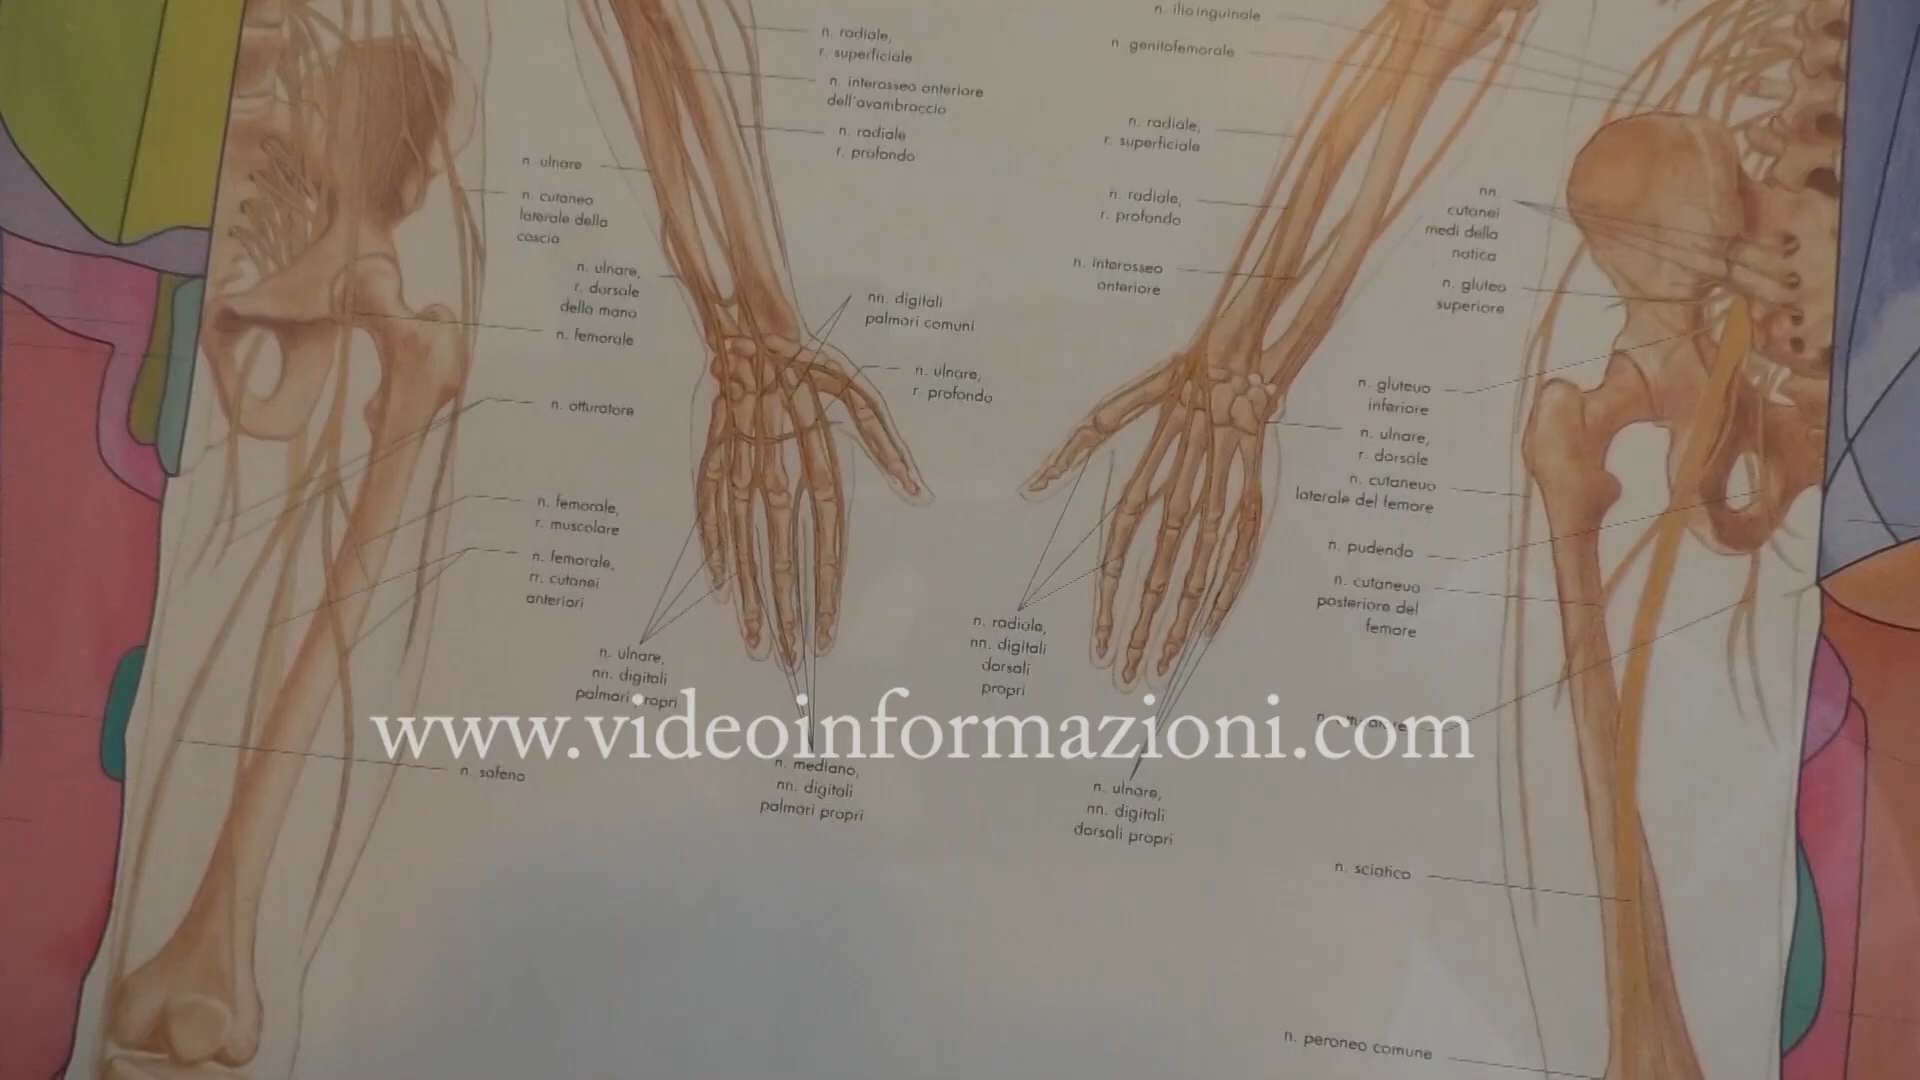 n. radiale,
r. superficiale
n. interosseo anteriore
dell'avambraccio
n. radiale
r. profondo
n. ulnare
n. cutaneo
laterale della
coscia
n. ulnare,
r. dorsale
della mano
n. femorale
nn. digitali
palmari comuni
n. ulnare,
r. profondo
n. otturatore
n. femorale,
r. muscolare
n. femorale,
rr. cutanei
anteriori
n. ulnare,
nn. digitali
palmari propri
n. safeno
n. mediano,
nn. digitali
palmari propri
n. ilioinguinale
n. genitofemorale
n. radiale,
r. superficiale
n. radiale,
r. profondo
n. interosseo
anteriore
nn.
cutanei
medi della
natica
n. gluteo
superiore
n. gluteuo
inferiore
n. ulnare,
r. dorsale
n. cutaneuo
laterale del femore
n. pudendo
n. cutaneuo
posteriore del
femore
n. radiale,
nn. digitali
dorsali
propri
www.videoinformazioni.com
n. ulnare,
nn. digitali
dorsali propri
n. sciatico
n. peroneo comune